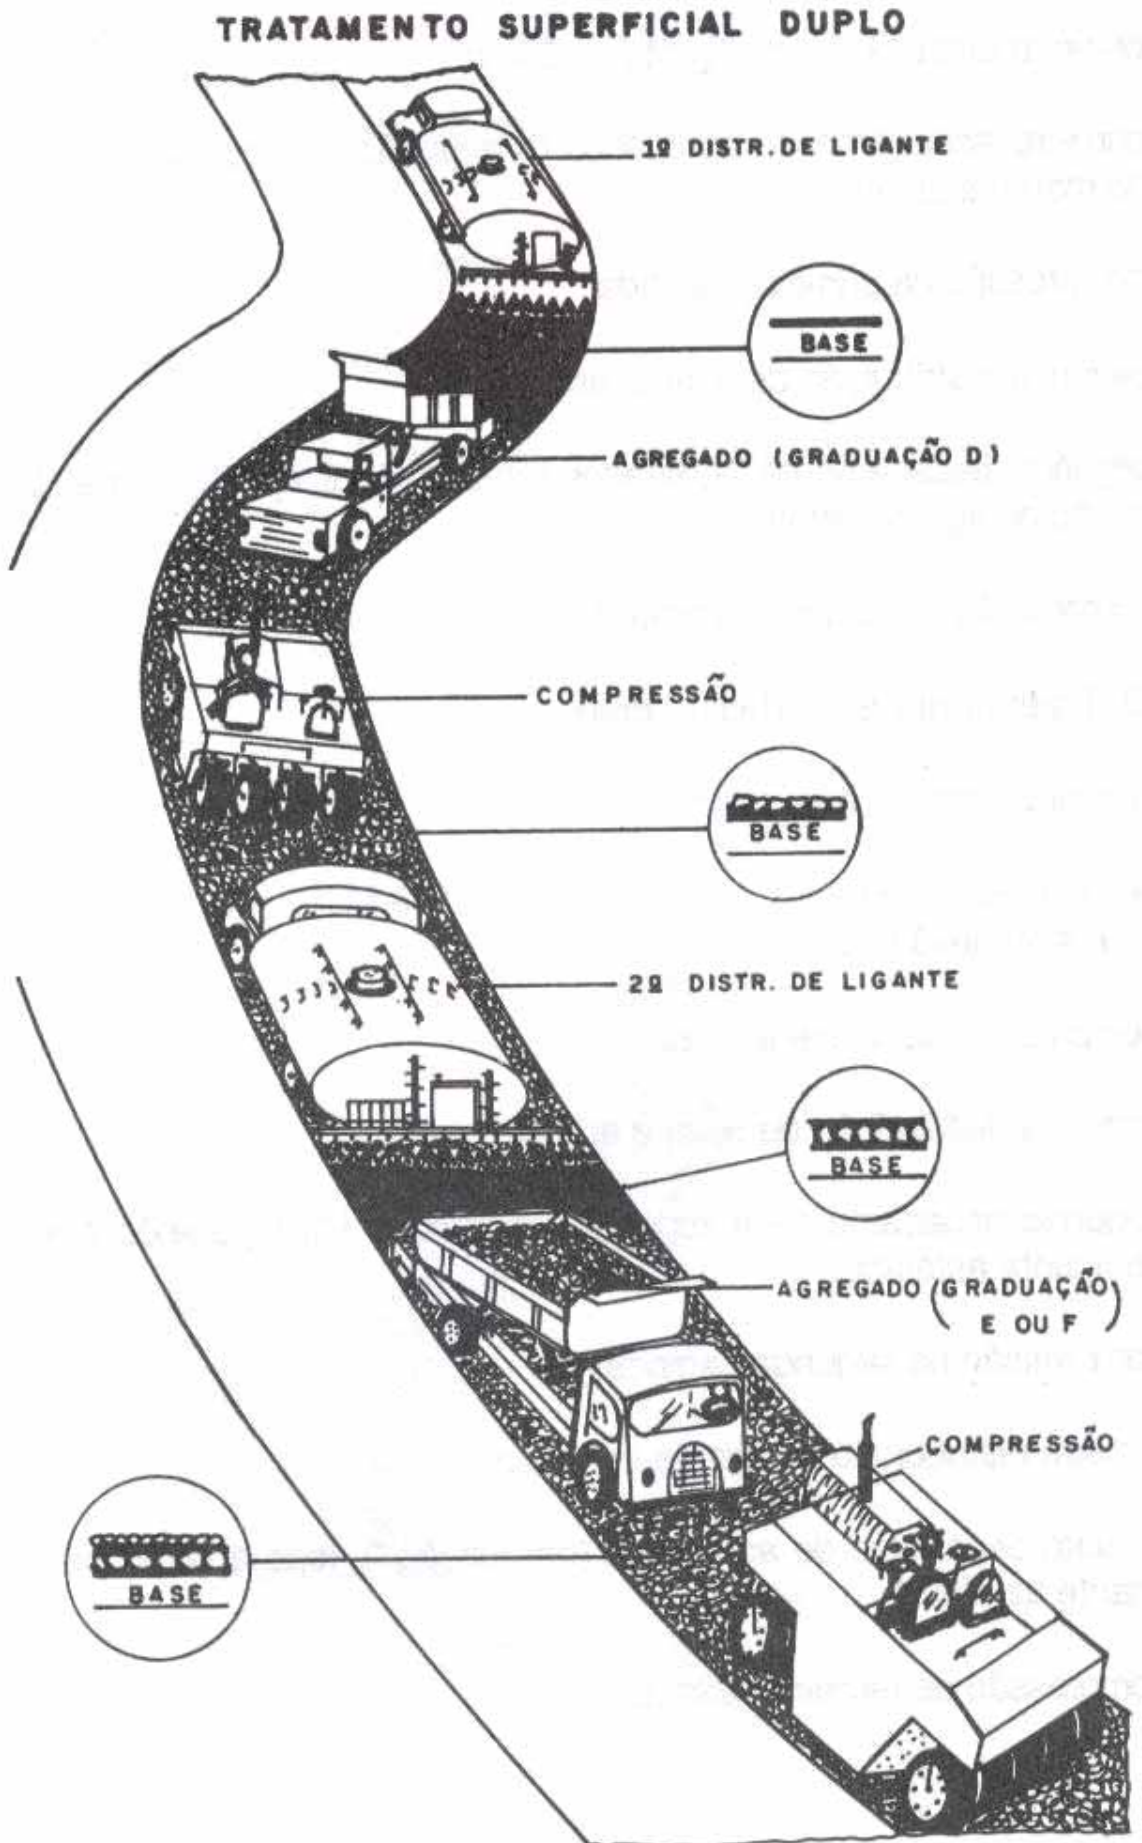 TRATAMENTO SUPERFICIAL DUPLO
1º DISTR. DE LIGANTE
BASE
AGREGADO (GRADUAÇÃO D)
COMPRESSÃO
BASE
2º DISTR. DE LIGANTE
BASE
AGREGADO (GRADUAÇÃO
E OU F)
COMPRESSÃO
BASE